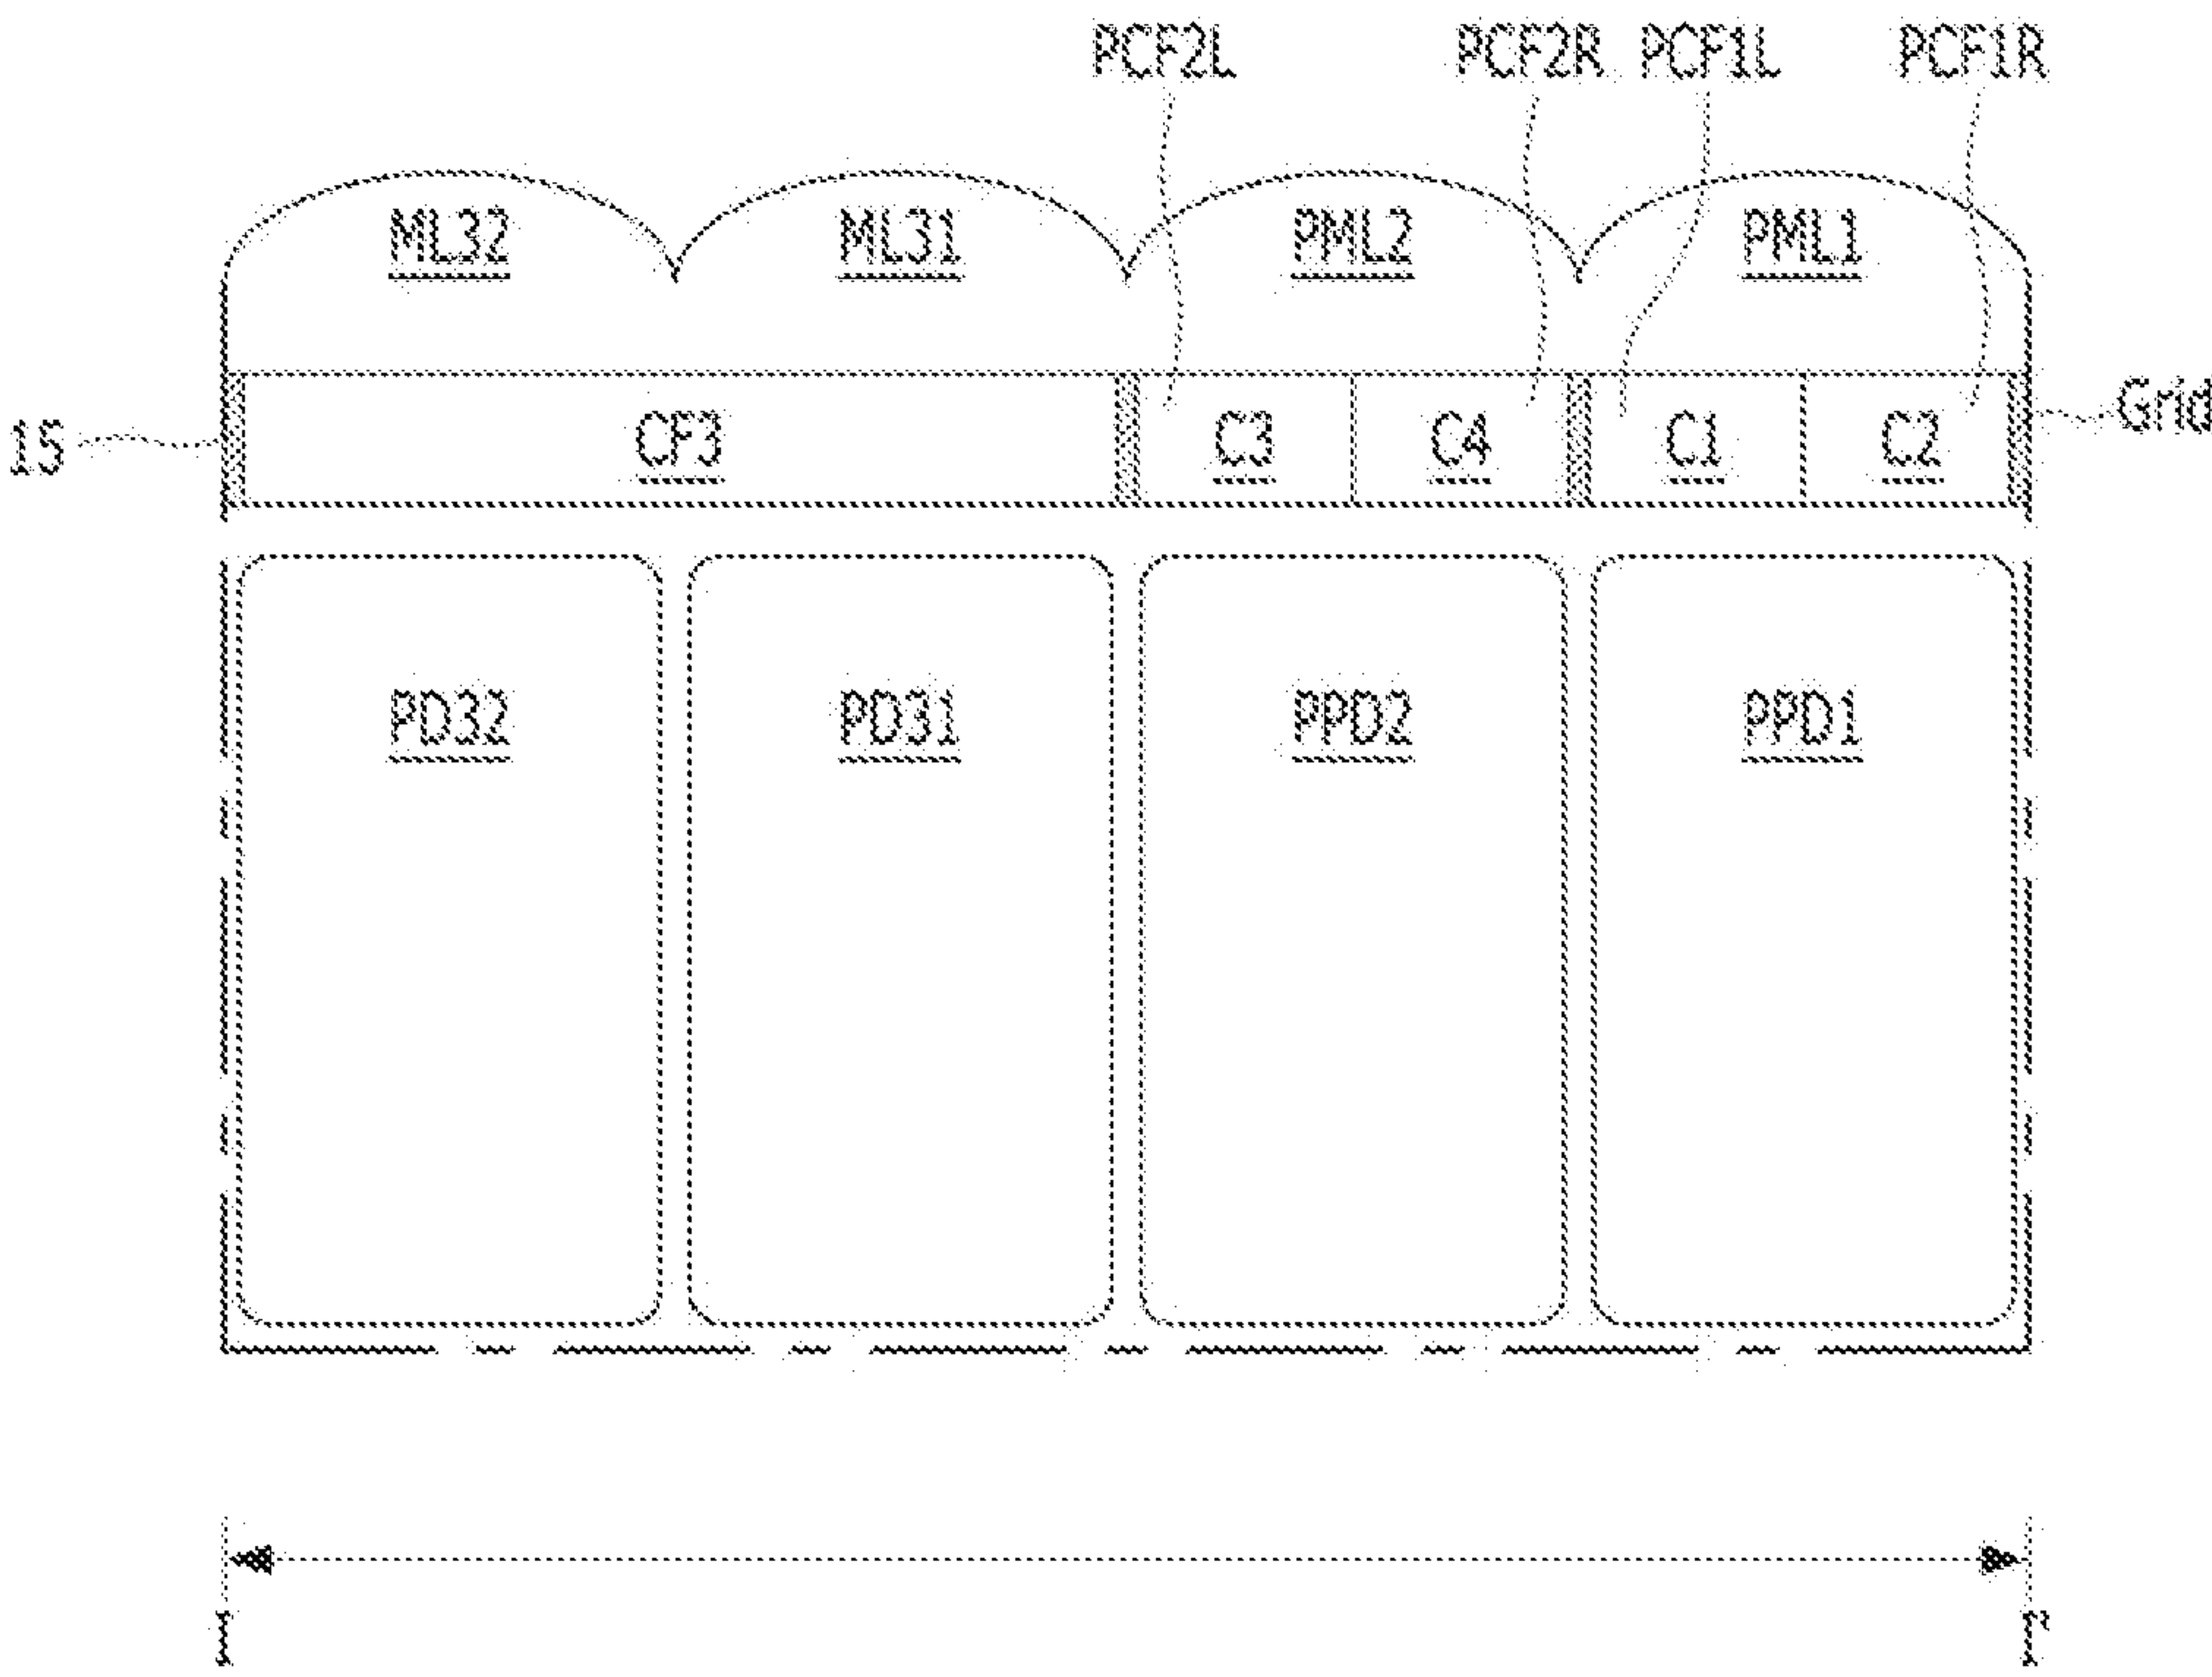 PCF2L PCF2R PCF1L PCF1R
ML32 ML31 PML2 PML1
15 CF3 C3 C4 C1 C2 Grid
PD32 PD31 PPD2 PPD1
I I'